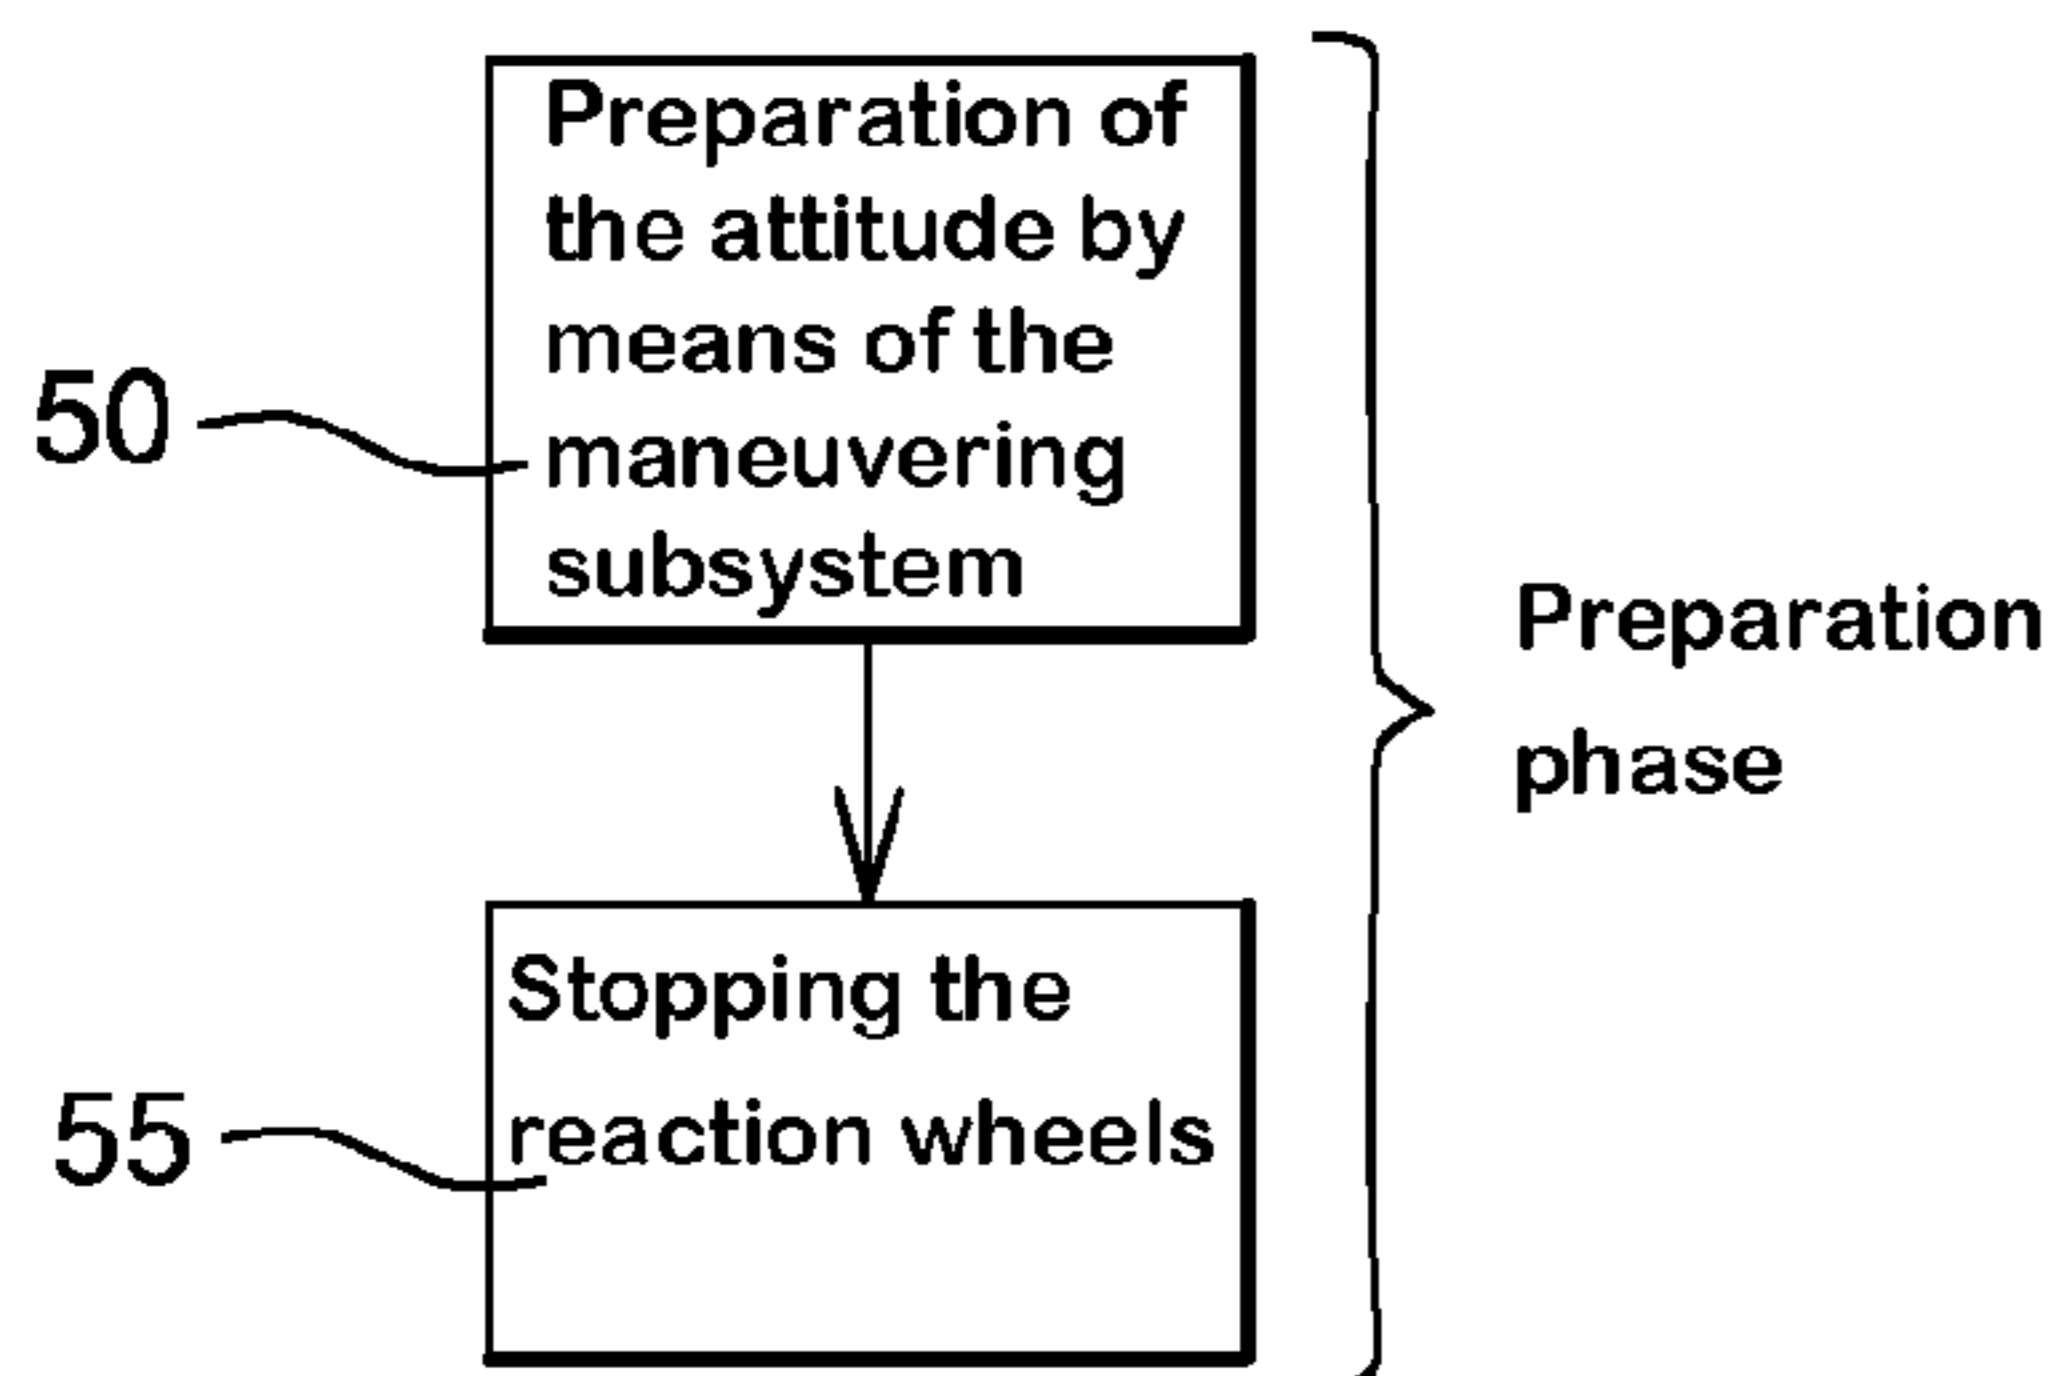 Preparation of
the attitude by
means of the
maneuvering
subsystem
50
Preparation
phase
Stopping the
reaction wheels
55